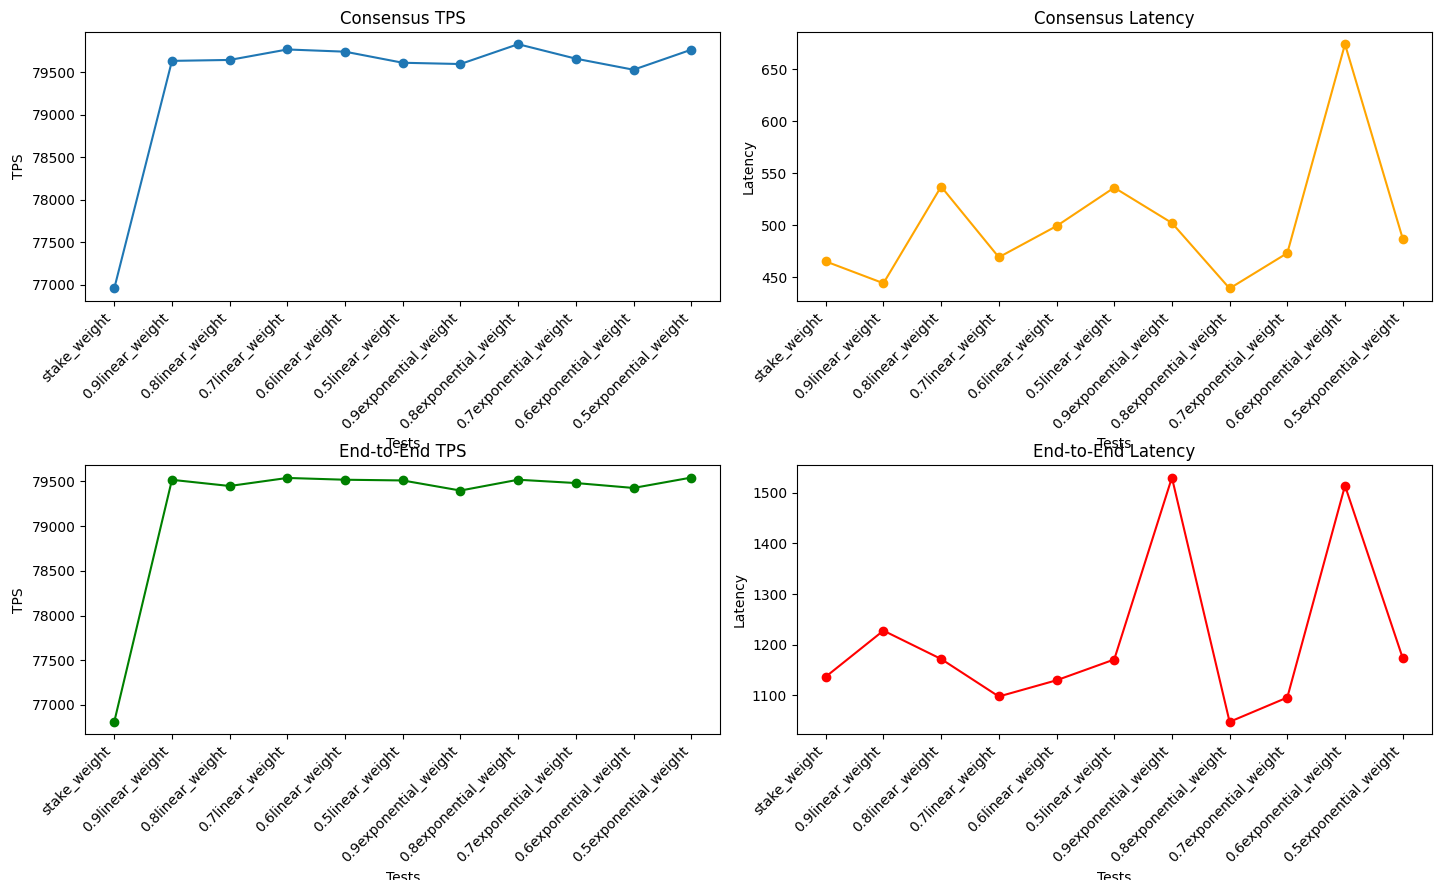 Consensus TPS
TPS
79500
79000
78500
78000
77500
77000
stake_weight
0.9linear_weight
0.8linear_weight
0.7linear_weight
0.6linear_weight
0.5linear_weight
0.9exponential_weight
0.8exponential_weight
0.7exponential_weight
0.6exponential_weight
0.5exponential_weight
Tests
Consensus Latency
Latency
650
600
550
500
450
stake_weight
0.9linear_weight
0.8linear_weight
0.7linear_weight
0.6linear_weight
0.5linear_weight
0.9exponential_weight
0.8exponential_weight
0.7exponential_weight
0.6exponential_weight
0.5exponential_weight
Tests
End-to-End TPS
TPS
79500
79000
78500
78000
77500
77000
stake_weight
0.9linear_weight
0.8linear_weight
0.7linear_weight
0.6linear_weight
0.5linear_weight
0.9exponential_weight
0.8exponential_weight
0.7exponential_weight
0.6exponential_weight
0.5exponential_weight
Tests
End-to-End Latency
Latency
1500
1400
1300
1200
1100
stake_weight
0.9linear_weight
0.8linear_weight
0.7linear_weight
0.6linear_weight
0.5linear_weight
0.9exponential_weight
0.8exponential_weight
0.7exponential_weight
0.6exponential_weight
0.5exponential_weight
Tests